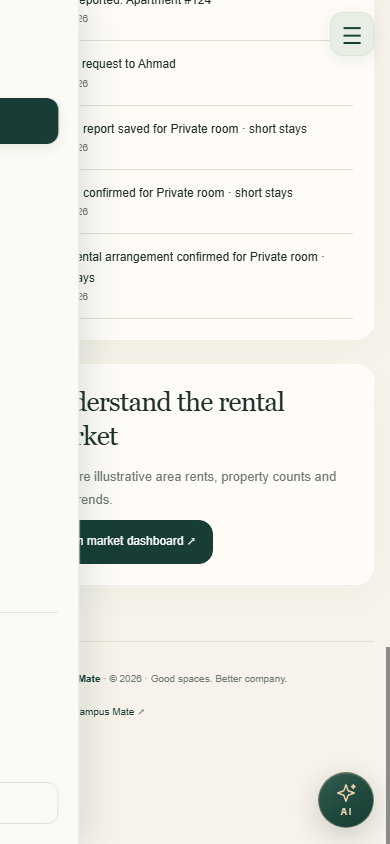 eported: Apartment #124
26
request to Ahmad
26
report saved for Private room · short stays
26
confirmed for Private room · short stays
26
ental arrangement confirmed for Private room ·
ays
26
derstand the rental
rket
re illustrative area rents, property counts and
rends.
n market dashboard ↗
Mate · © 2026 · Good spaces. Better company.
ampus Mate ↗
AI